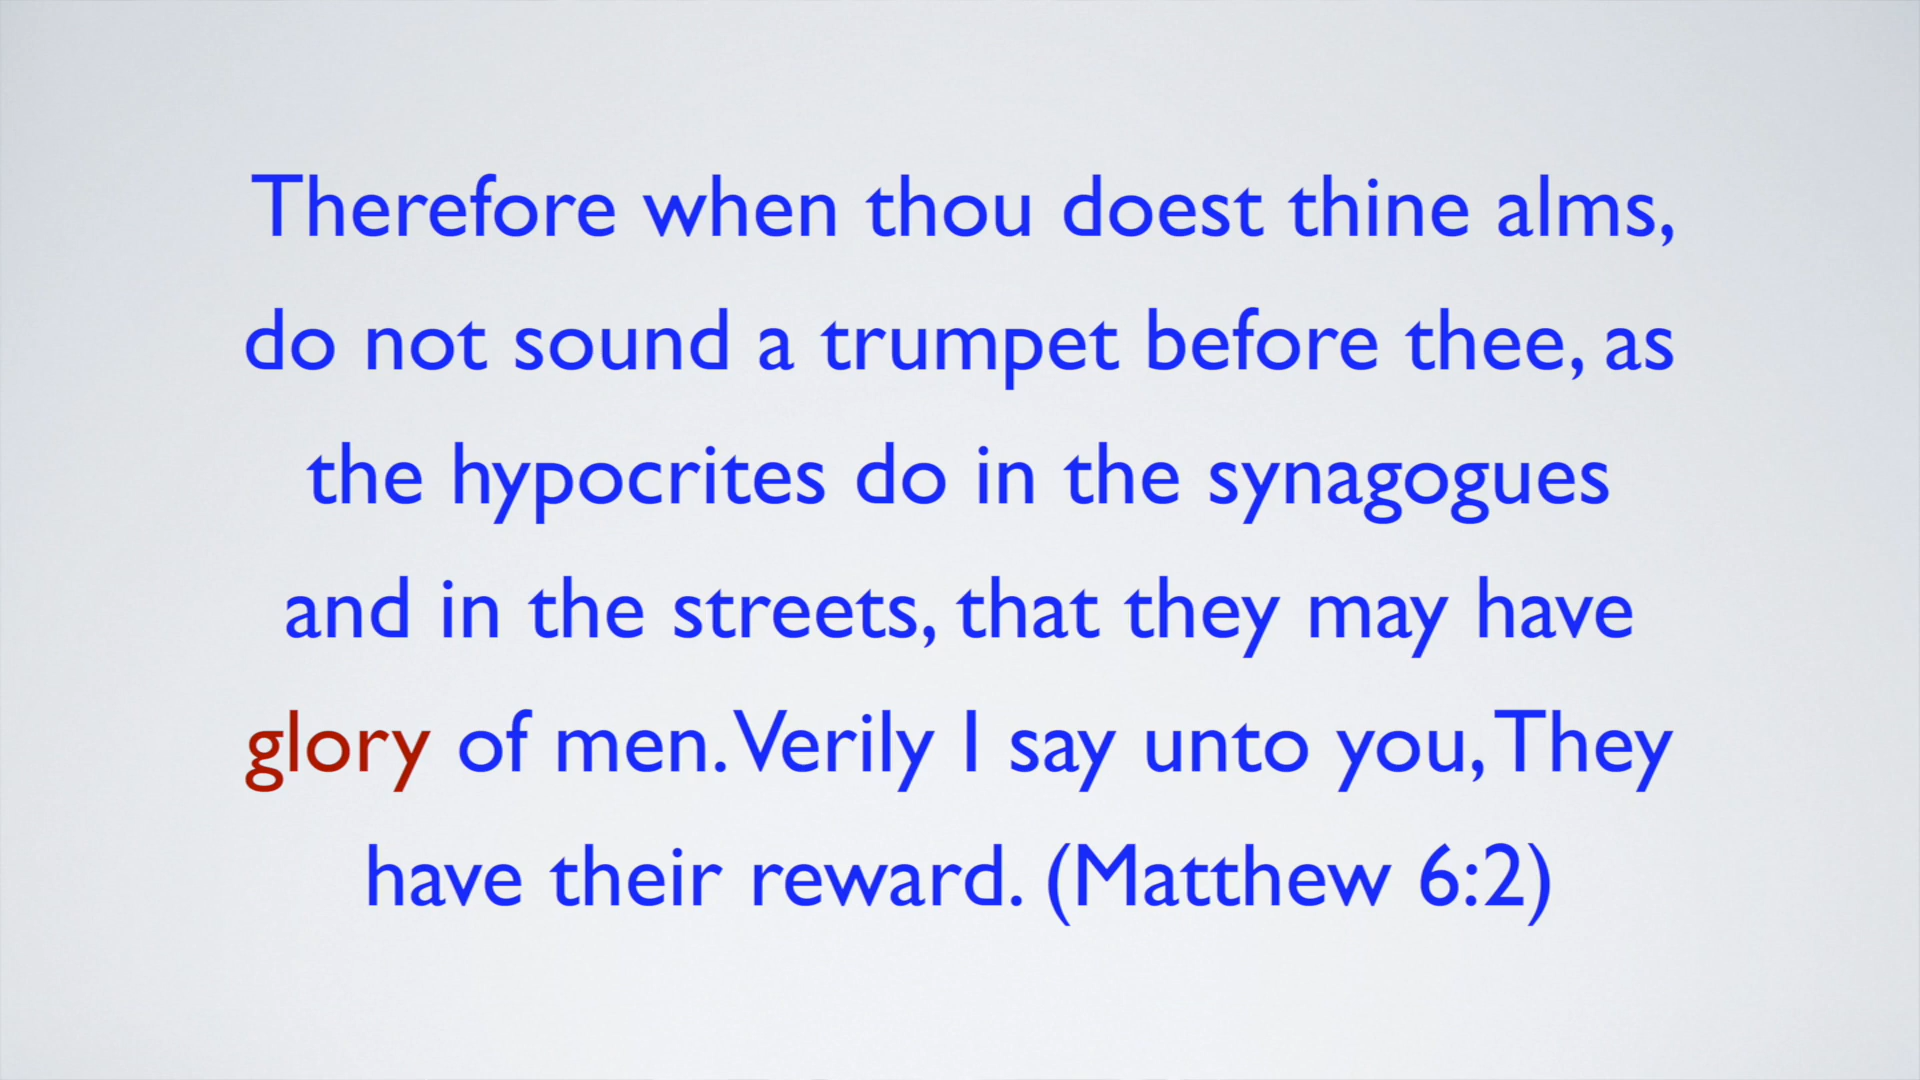 Therefore when thou doest thine alms,
do not sound a trumpet before thee, as
the hypocrites do in the synagogues
and in the streets, that they may have
glory of men. Verily I say unto you, They
have their reward. (Matthew 6:2)